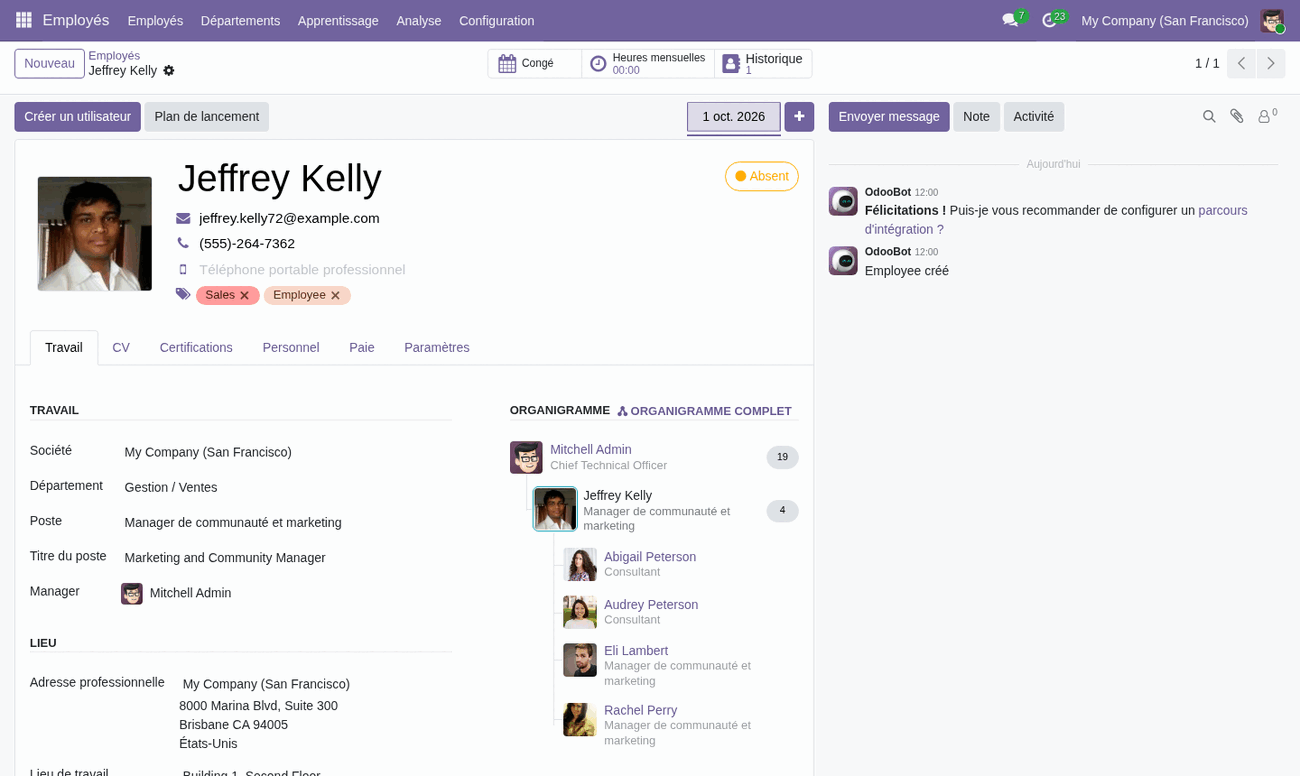 Employés
Employés
Départements
Apprentissage
Analyse
Configuration
7
23
My Company (San Francisco)
Nouveau
Employés
Jeffrey Kelly
Congé
Heures mensuelles
00:00
Historique
1
1 / 1
Créer un utilisateur
Plan de lancement
1 oct. 2026
+
Envoyer message
Note
Activité
0
Jeffrey Kelly
Absent
jeffrey.kelly72@example.com
(555)-264-7362
Téléphone portable professionnel
Sales
Employee
Aujourd'hui
OdooBot 12:00
Félicitations ! Puis-je vous recommander de configurer un parcours
d'intégration ?
OdooBot 12:00
Employee créé
Travail
CV
Certifications
Personnel
Paie
Paramètres
TRAVAIL
Société
My Company (San Francisco)
Département
Gestion / Ventes
Poste
Manager de communauté et marketing
Titre du poste
Marketing and Community Manager
Manager
Mitchell Admin
LIEU
Adresse professionnelle
My Company (San Francisco)
8000 Marina Blvd, Suite 300
Brisbane CA 94005
États-Unis
Lieu de travail
Building 1, Second Floor
ORGANIGRAMME
ORGANIGRAMME COMPLET
Mitchell Admin
Chief Technical Officer
19
Jeffrey Kelly
Manager de communauté et
marketing
4
Abigail Peterson
Consultant
Audrey Peterson
Consultant
Eli Lambert
Manager de communauté et
marketing
Rachel Perry
Manager de communauté et
marketing